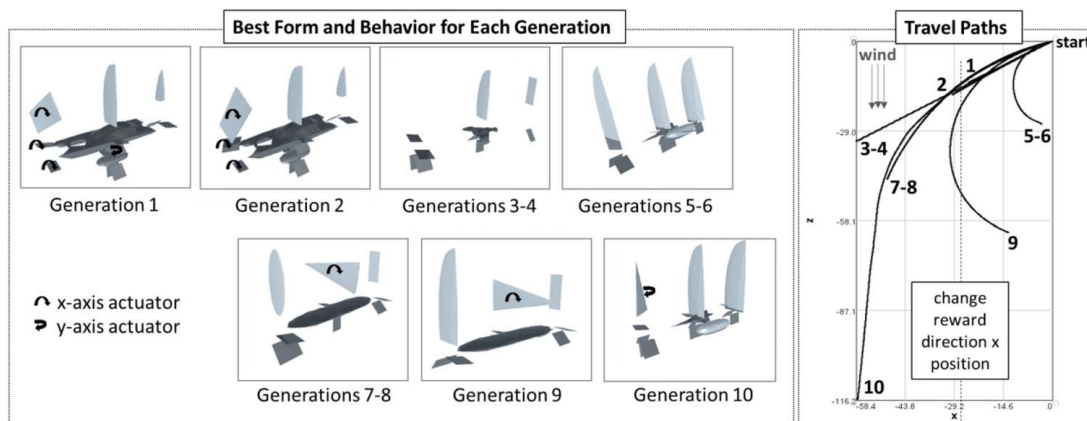 Best Form and Behavior for Each Generation
Generation 1
Generation 2
Generations 3-4
Generations 5-6
x-axis actuator
y-axis actuator
Generations 7-8
Generation 9
Generation 10
Travel Paths
0
start
wind
1
2
-29.0
3-4
5-6
7-8
z
-58.1
9
-87.1
change
reward
direction x
position
10
-116.2
-58.4 -43.8 -29.2 -14.6 .0
x